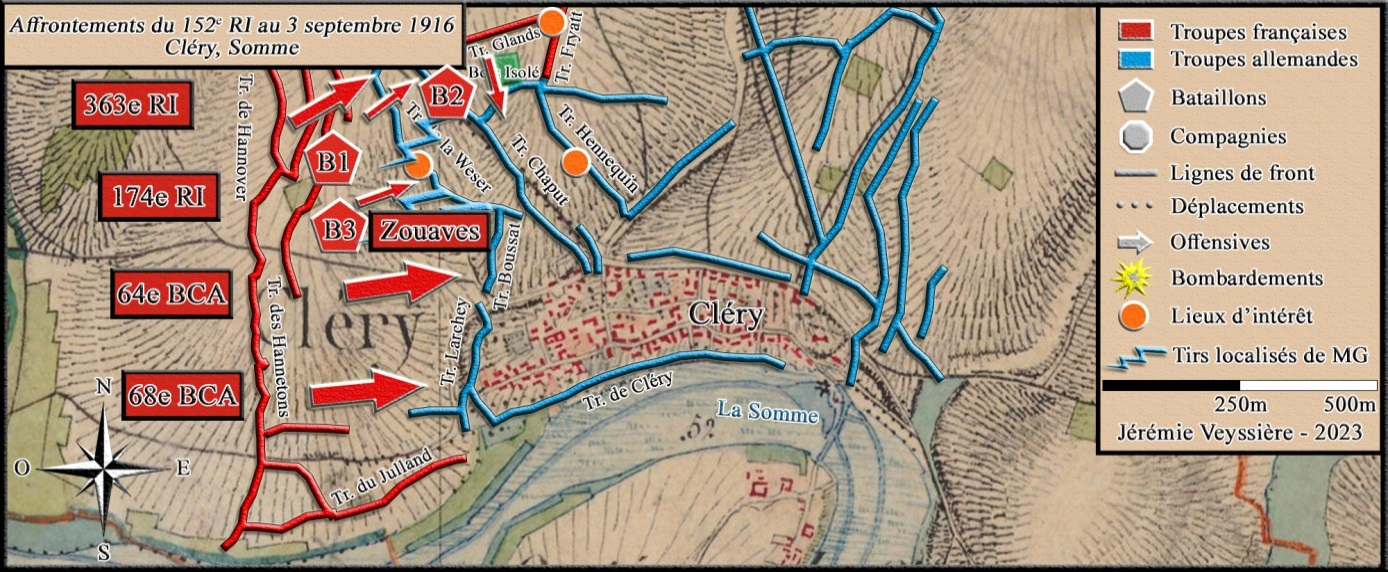 Affrontements du 152e RI au 3 septembre 1916
Cléry, Somme
363e RI
174e RI
64e BCA
68e BCA
N
O
E
S
Tr. de Hannover
Tr. des Hannetons
Tr. du Julland
B1
B2
B3
Zouaves
Tr. Glands
Tr. Fryatt
Bois Isolé
Tr. la Weser
Tr. Chaput
Tr. Hennequin
Tr. Boussat
Tr. Larchey
léry
Cléry
Tr. de Cléry
La Somme
Troupes françaises
Troupes allemandes
Bataillons
Compagnies
Lignes de front
Déplacements
Offensives
Bombardements
Lieux d'intérêt
Tirs localisés de MG
250m 500m
Jérémie Veyssière - 2023